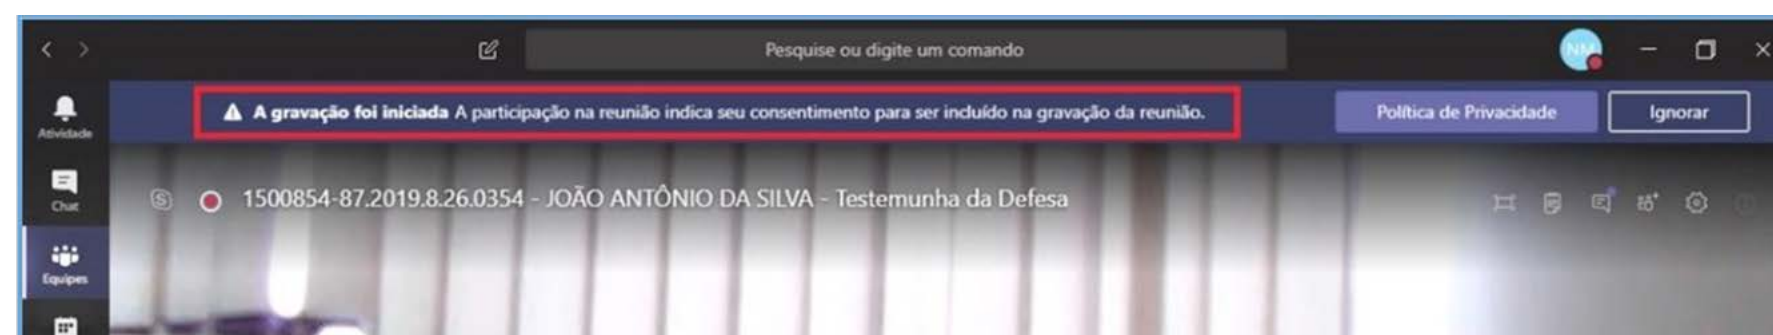 Pesquise ou digite um comando
NM
A gravação foi iniciada A participação na reunião indica seu consentimento para ser incluído na gravação da reunião.
Política de Privacidade
Ignorar
Atividade
Chat
1500854-87.2019.8.26.0354 - JOÃO ANTÔNIO DA SILVA - Testemunha da Defesa
Equipes